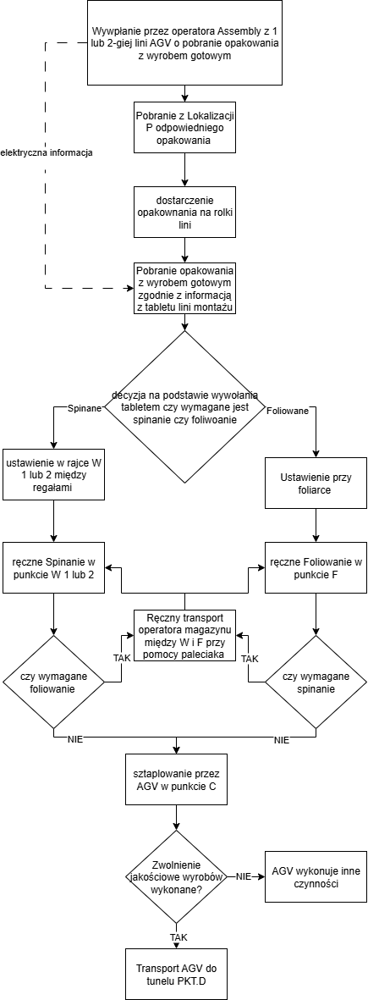 Wywpłanie przez operatora Assembly z 1
lub 2-giej lini AGV o pobranie opakowania
z wyrobem gotowym
Pobranie z Lokalizacji
P odpowiedniego
opakowania
elektryczna informacja
dostarczenie
opakownania na rolki
lini
Pobranie opakowania
z wyrobem gotowym
zgodnie z informacją
z tabletu lini montażu
decyzja na podstawie wywołania
tabletem czy wymagane jest
spinanie czy foliwoanie
Spinane
Foliowane
ustawienie w rajce W
1 lub 2 między
regałami
Ustawienie przy
foliarce
ręczne Spinanie w
punkcie W 1 lub 2
ręczne Foliowanie w
punkcie F
Ręczny transport
operatora magazynu
między W i F przy
pomocy paleciaka
TAK
TAK
czy wymagane
foliowanie
czy wymagane
spinanie
NIE
NIE
sztaplowanie przez
AGV w punkcie C
Zwolnienie
jakościowe wyrobów
wykonane?
NIE
AGV wykonuje inne
czynności
TAK
Transport AGV do
tunelu PKT.D